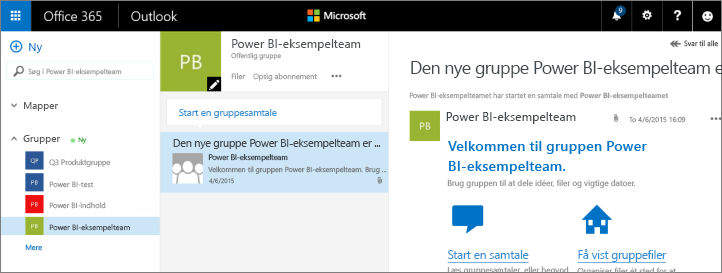 Office 365
Outlook
Microsoft
9
?
Ny
Søg i Power BI-eksempelteam
Mapper
Grupper
Ny
QP
Q3 Produktgruppe
PB
Power BI-test
PB
Power BI-indhold
PB
Power BI-eksempelteam
Mere
PB
Power BI-eksempelteam
Offentlig gruppe
Filer Opsig abonnement •••
Start en gruppesamtale
Den nye gruppe Power BI-eksempelteam er ...
Power BI-eksempelteam
Velkommen til gruppen Power BI-eksempelteam. Brug ...
4/6/2015
Svar til alle
Den nye gruppe Power BI-eksempelteam e
Power BI-eksempelteamet har startet en samtale med Power BI-eksempelteamet
PB
Power BI-eksempelteam
To 4/6/2015 16:09
•••
Velkommen til gruppen Power
BI-eksempelteam.
Brug gruppen til at dele idéer, filer og vigtige datoer.
Start en samtale
Få vist gruppefiler
Læs gruppesamtaler, eller begynd
Organiser filer ét sted for at